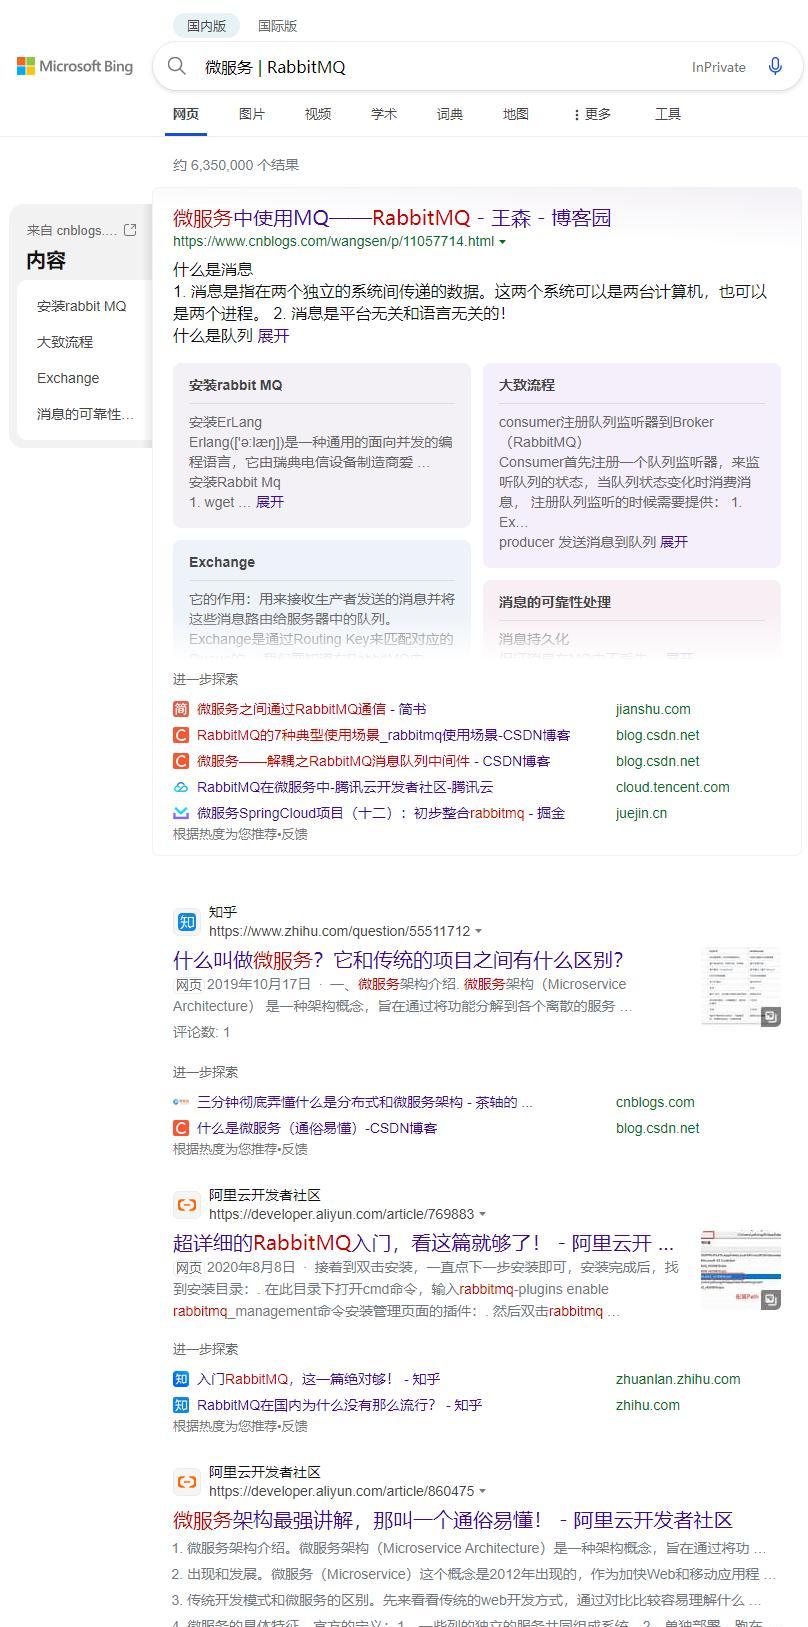 国内版 国际版
Microsoft Bing
微服务 | RabbitMQ
InPrivate
网页 图片 视频 学术 词典 地图 更多 工具
约 6,350,000 个结果
来自 cnblogs....
内容
安装rabbit MQ
大致流程
Exchange
消息的可靠性...
微服务中使用MQ——RabbitMQ - 王森 - 博客园
https://www.cnblogs.com/wangsen/p/11057714.html
什么是消息
1. 消息是指在两个独立的系统间传递的数据。这两个系统可以是两台计算机，也可以
是两个进程。 2. 消息是平台无关和语言无关的！
什么是队列 展开
安装rabbit MQ
安装ErLang
Erlang(['ə:læŋ])是一种通用的面向并发的编
程语言，它由瑞典电信设备制造商爱 ...
安装Rabbit Mq
1. wget ... 展开
大致流程
consumer注册队列监听器到Broker
（RabbitMQ）
Consumer首先注册一个队列监听器，来监
听队列的状态，当队列状态变化时消费消
息， 注册队列监听的时候需要提供： 1.
Ex...
producer 发送消息到队列 展开
Exchange
它的作用：用来接收生产者发送的消息并将
这些消息路由给服务器中的队列。
Exchange是通过Routing Key来匹配对应的
消息的可靠性处理
消息持久化
进一步探索
微服务之间通过RabbitMQ通信 - 简书 jianshu.com
RabbitMQ的7种典型使用场景_rabbitmq使用场景-CSDN博客 blog.csdn.net
微服务——解耦之RabbitMQ消息队列中间件 - CSDN博客 blog.csdn.net
RabbitMQ在微服务中-腾讯云开发者社区-腾讯云 cloud.tencent.com
微服务SpringCloud项目（十二）：初步整合rabbitmq - 掘金 juejin.cn
根据热度为您推荐•反馈
知乎
https://www.zhihu.com/question/55511712
什么叫做微服务？它和传统的项目之间有什么区别？
网页 2019年10月17日 · 一、微服务架构介绍. 微服务架构（Microservice
Architecture） 是一种架构概念，旨在通过将功能分解到各个离散的服务 ...
评论数: 1
进一步探索
三分钟彻底弄懂什么是分布式和微服务架构 - 茶轴的 ... cnblogs.com
什么是微服务（通俗易懂）-CSDN博客 blog.csdn.net
根据热度为您推荐•反馈
阿里云开发者社区
https://developer.aliyun.com/article/769883
超详细的RabbitMQ入门，看这篇就够了！ - 阿里云开 ...
网页 2020年8月8日 · 接着到双击安装，一直点下一步安装即可，安装完成后，找
到安装目录：. 在此目录下打开cmd命令，输入rabbitmq-plugins enable
rabbitmq_management命令安装管理页面的插件：. 然后双击rabbitmq ...
进一步探索
入门RabbitMQ，这一篇绝对够！ - 知乎 zhuanlan.zhihu.com
RabbitMQ在国内为什么没有那么流行？ - 知乎 zhihu.com
根据热度为您推荐•反馈
阿里云开发者社区
https://developer.aliyun.com/article/860475
微服务架构最强讲解，那叫一个通俗易懂！ - 阿里云开发者社区
1. 微服务架构介绍。微服务架构（Microservice Architecture）是一种架构概念，旨在通过将功 ...
2. 出现和发展。微服务（Microservice）这个概念是2012年出现的，作为加快Web和移动应用程 ...
3. 传统开发模式和微服务的区别。先来看看传统的web开发方式，通过对比比较容易理解什么 ...